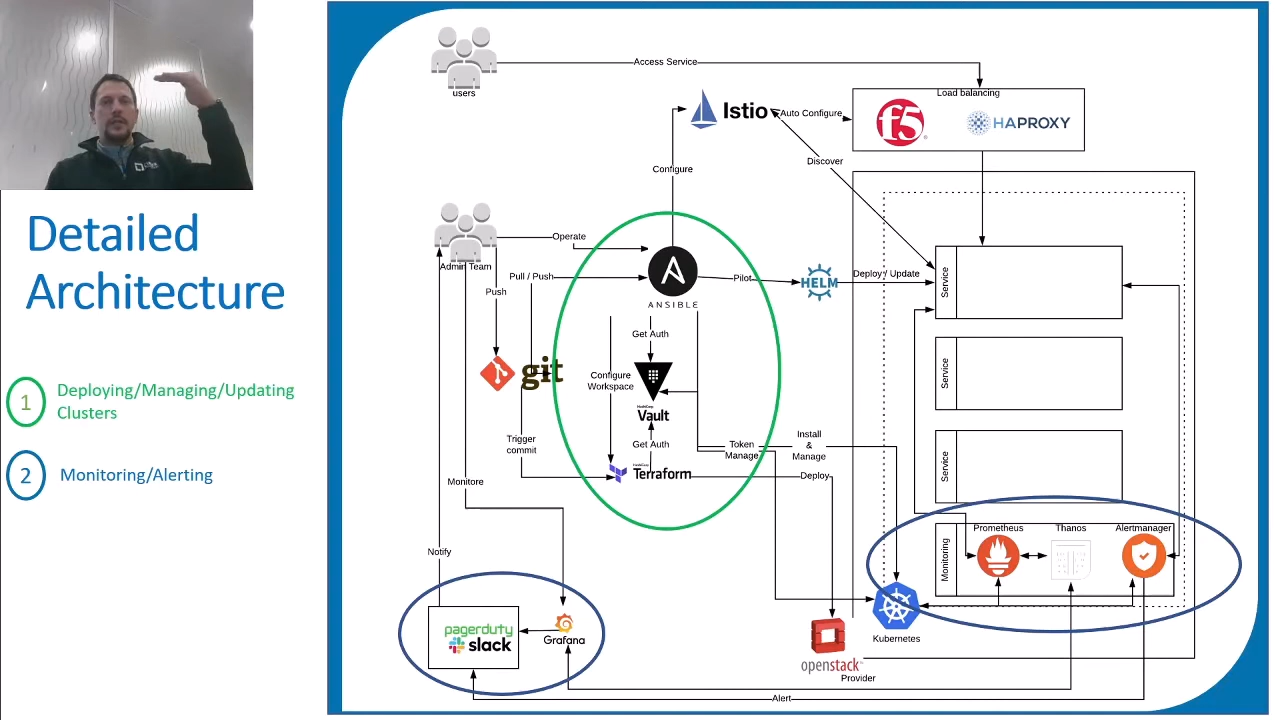 users
Access Service
Load balancing
Istio
Auto Configure
f5
HAPROXY
Discover
Configure
Detailed
Architecture
Admin Team
Operate
Pull / Push
Push
ANSIBLE
Pilot
HELM
Deploy / Update
Service
git
Get Auth
Configure
Workspace
HashiCorp
Vault
Service
1
Deploying/Managing/Updating
Clusters
Trigger
commit
Get Auth
Token
Manage
Install
&
Manage
Service
2
Monitoring/Alerting
HashiCorp
Terraform
Deploy
Monitore
Notify
Monitoring
Prometheus
Thanos
Alertmanager
pagerduty
slack
Grafana
Kubernetes
openstack
Provider
Alert